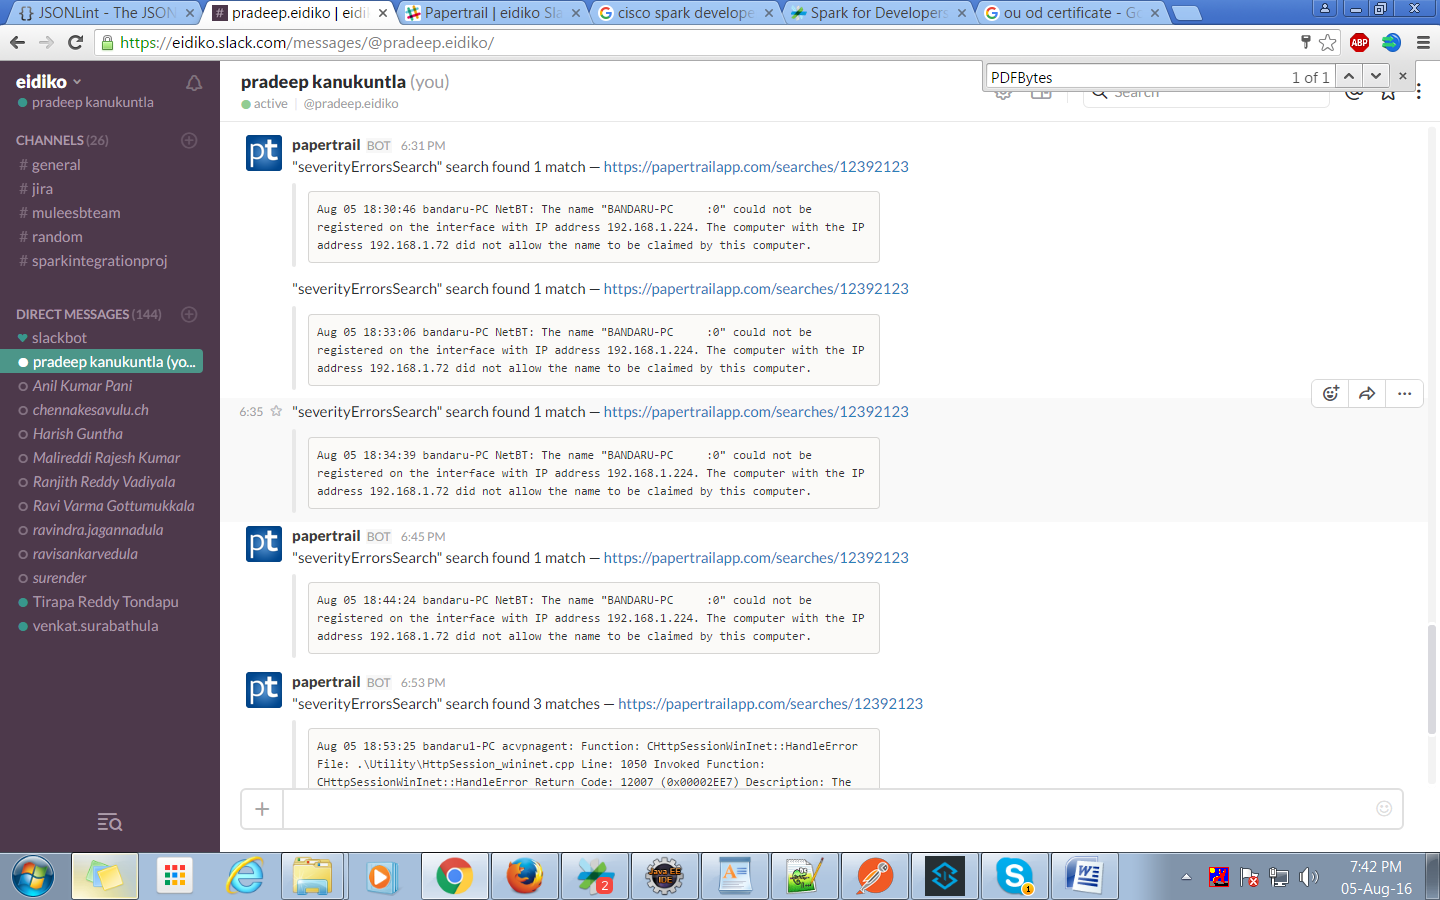 JSONLint - The JSON
pradeep.eidiko | eidi
Papertrail | eidiko Sla
cisco spark develope
Spark for Developers
ou od certificate - Go
https://eidiko.slack.com/messages/@pradeep.eidiko/
ABP
PDFBytes
1 of 1
eidiko
pradeep kanukuntla
CHANNELS (26)
# general
# jira
# muleesbteam
# random
# sparkintegrationproj
DIRECT MESSAGES (144)
slackbot
pradeep kanukuntla (yo...
Anil Kumar Pani
chennakesavulu.ch
Harish Guntha
Malireddi Rajesh Kumar
Ranjith Reddy Vadiyala
Ravi Varma Gottumukkala
ravindra.jagannadula
ravisankarvedula
surender
Tirapa Reddy Tondapu
venkat.surabathula
pradeep kanukuntla (you)
active | @pradeep.eidiko
Search
pt
papertrail BOT 6:31 PM
"severityErrorsSearch" search found 1 match — https://papertrailapp.com/searches/12392123
Aug 05 18:30:46 bandaru-PC NetBT: The name "BANDARU-PC     :0" could not be
registered on the interface with IP address 192.168.1.224. The computer with the IP
address 192.168.1.72 did not allow the name to be claimed by this computer.
"severityErrorsSearch" search found 1 match — https://papertrailapp.com/searches/12392123
Aug 05 18:33:06 bandaru-PC NetBT: The name "BANDARU-PC     :0" could not be
registered on the interface with IP address 192.168.1.224. The computer with the IP
address 192.168.1.72 did not allow the name to be claimed by this computer.
6:35 "severityErrorsSearch" search found 1 match — https://papertrailapp.com/searches/12392123
Aug 05 18:34:39 bandaru-PC NetBT: The name "BANDARU-PC     :0" could not be
registered on the interface with IP address 192.168.1.224. The computer with the IP
address 192.168.1.72 did not allow the name to be claimed by this computer.
pt
papertrail BOT 6:45 PM
"severityErrorsSearch" search found 1 match — https://papertrailapp.com/searches/12392123
Aug 05 18:44:24 bandaru-PC NetBT: The name "BANDARU-PC     :0" could not be
registered on the interface with IP address 192.168.1.224. The computer with the IP
address 192.168.1.72 did not allow the name to be claimed by this computer.
pt
papertrail BOT 6:53 PM
"severityErrorsSearch" search found 3 matches — https://papertrailapp.com/searches/12392123
Aug 05 18:53:25 bandaru1-PC acvpnagent: Function: CHttpSessionWinInet::HandleError
File: .\Utility\HttpSession_wininet.cpp Line: 1050 Invoked Function:
CHttpSessionWinInet::HandleError Return Code: 12007 (0x00002EE7) Description: The
2
Java EE
IDE
1
7:42 PM
05-Aug-16